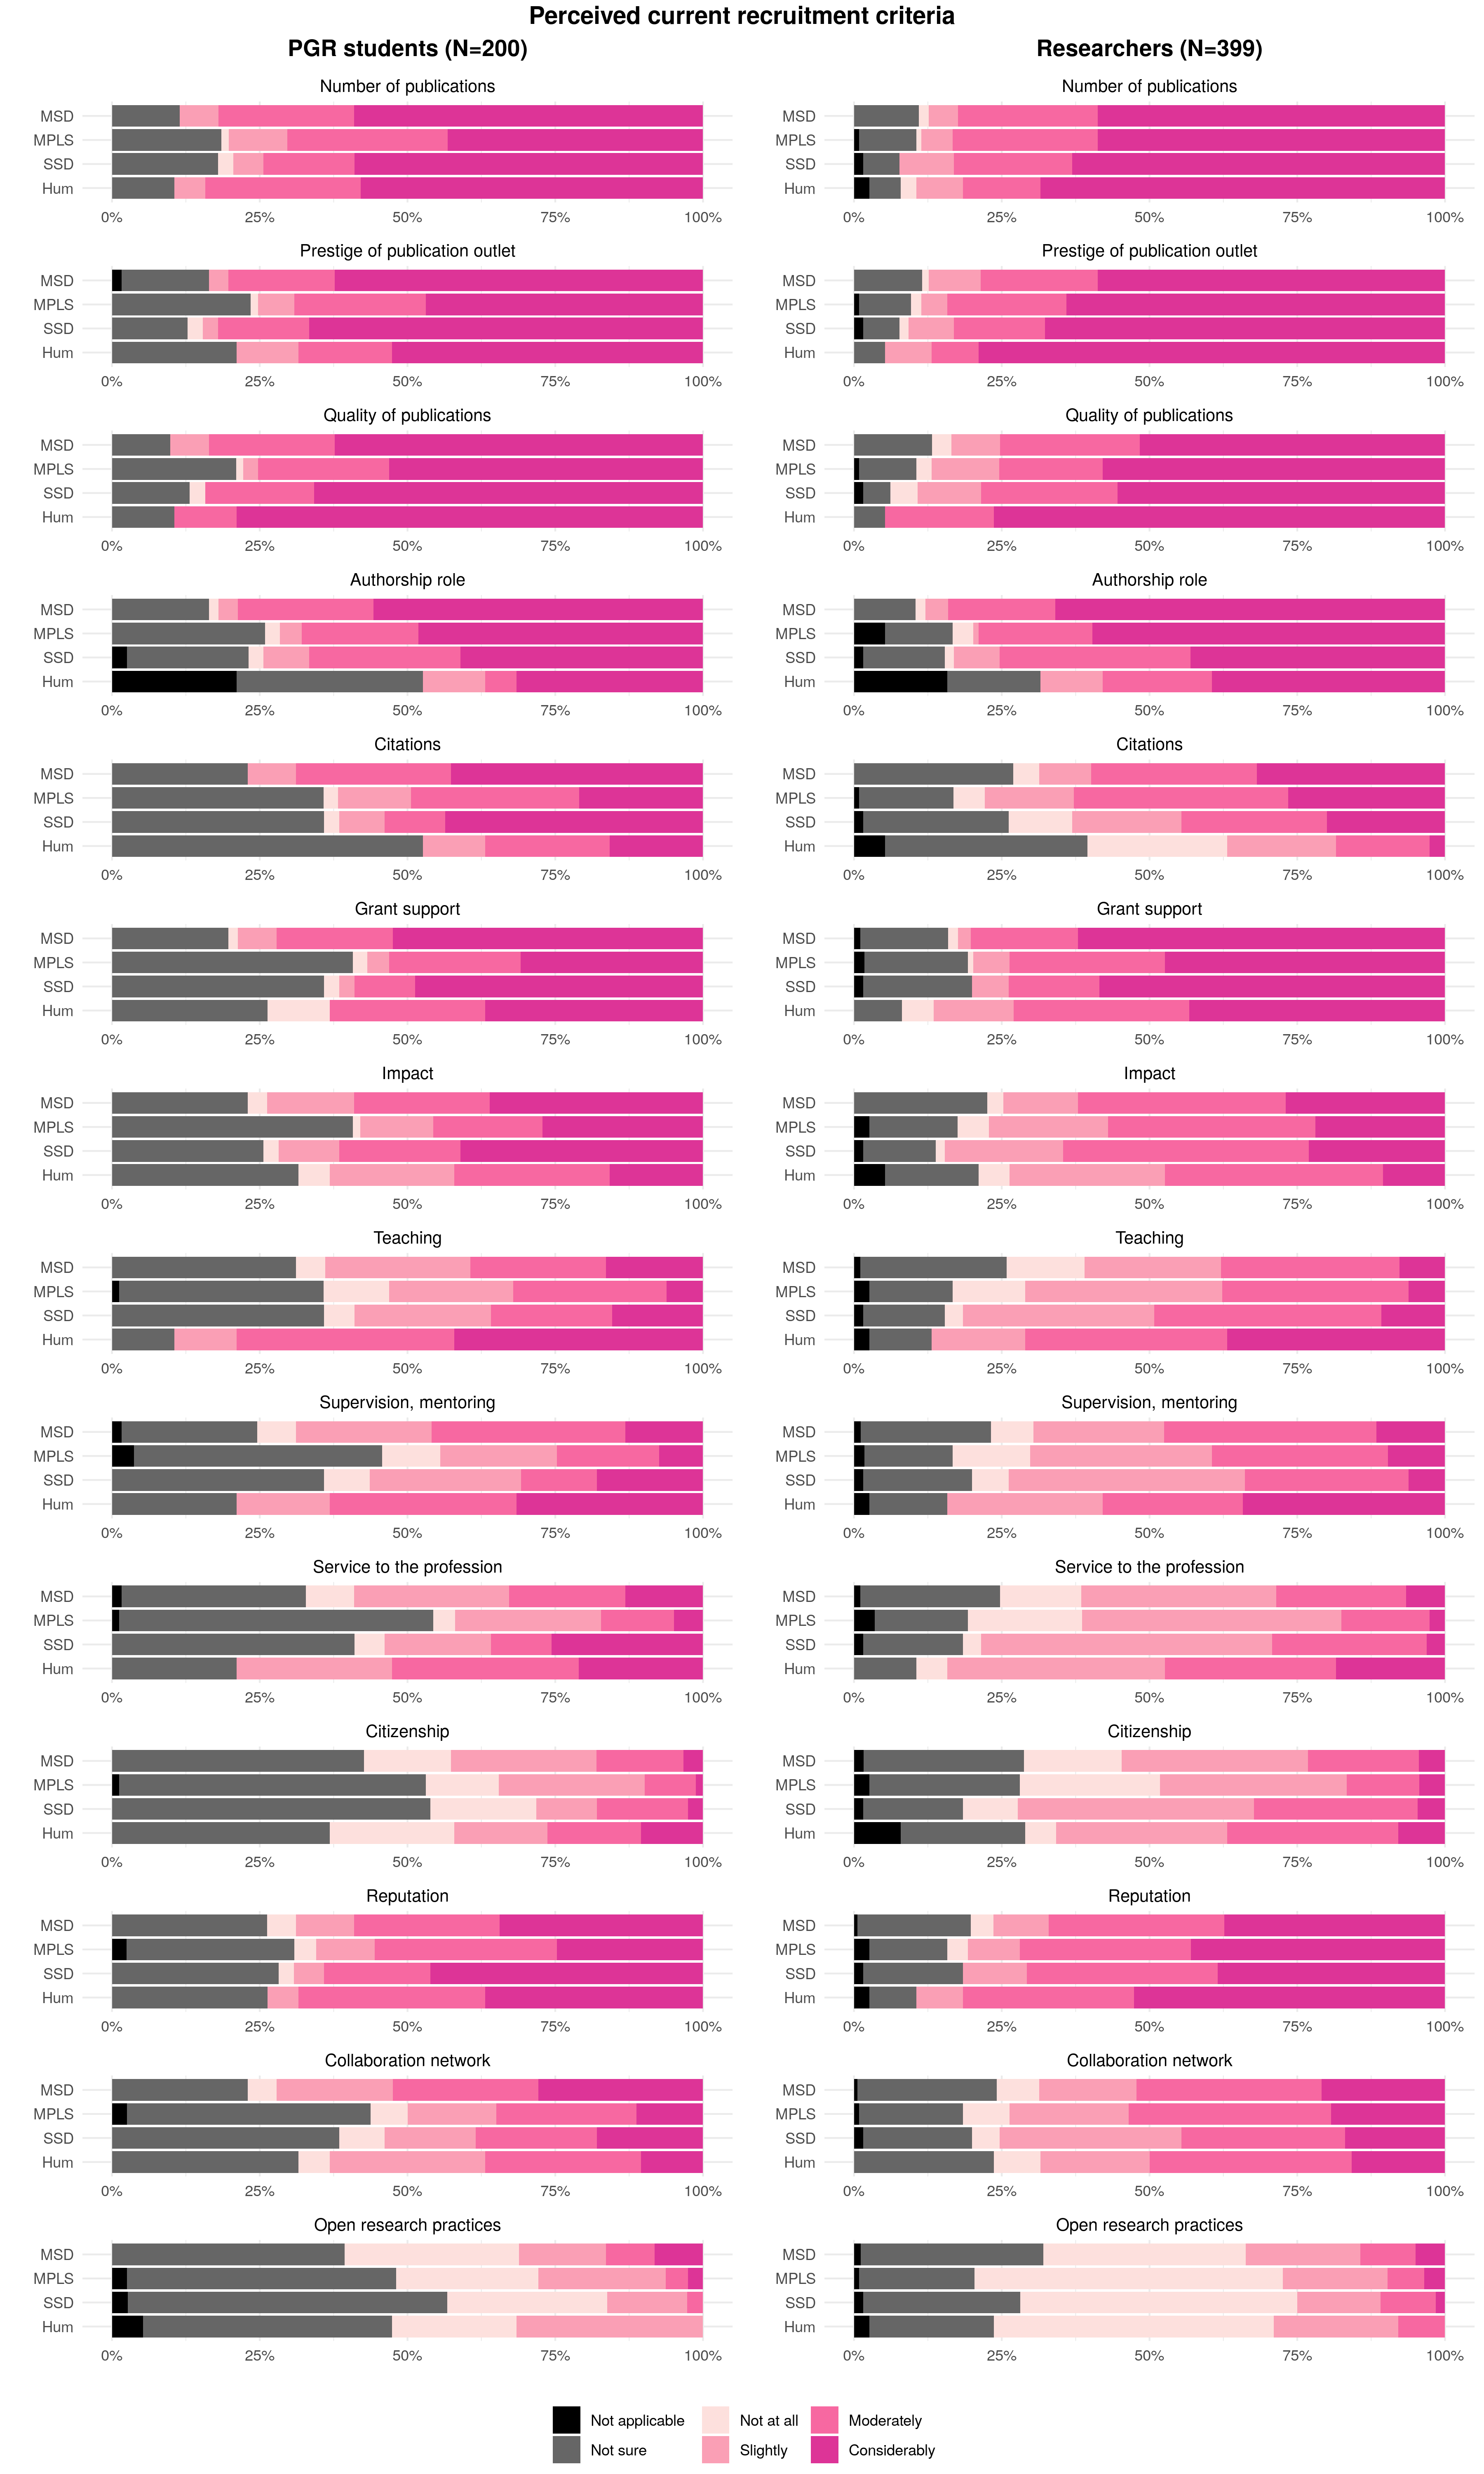 Perceived current recruitment criteria
PGR students (N=200)
Researchers (N=399)
Number of publications
Number of publications
MSD
MPLS
SSD
Hum
0% 25% 50% 75% 100%
MSD
MPLS
SSD
Hum
0% 25% 50% 75% 100%
Prestige of publication outlet
Prestige of publication outlet
MSD
MPLS
SSD
Hum
0% 25% 50% 75% 100%
MSD
MPLS
SSD
Hum
0% 25% 50% 75% 100%
Quality of publications
Quality of publications
MSD
MPLS
SSD
Hum
0% 25% 50% 75% 100%
MSD
MPLS
SSD
Hum
0% 25% 50% 75% 100%
Authorship role
Authorship role
MSD
MPLS
SSD
Hum
0% 25% 50% 75% 100%
MSD
MPLS
SSD
Hum
0% 25% 50% 75% 100%
Citations
Citations
MSD
MPLS
SSD
Hum
0% 25% 50% 75% 100%
MSD
MPLS
SSD
Hum
0% 25% 50% 75% 100%
Grant support
Grant support
MSD
MPLS
SSD
Hum
0% 25% 50% 75% 100%
MSD
MPLS
SSD
Hum
0% 25% 50% 75% 100%
Impact
Impact
MSD
MPLS
SSD
Hum
0% 25% 50% 75% 100%
MSD
MPLS
SSD
Hum
0% 25% 50% 75% 100%
Teaching
Teaching
MSD
MPLS
SSD
Hum
0% 25% 50% 75% 100%
MSD
MPLS
SSD
Hum
0% 25% 50% 75% 100%
Supervision, mentoring
Supervision, mentoring
MSD
MPLS
SSD
Hum
0% 25% 50% 75% 100%
MSD
MPLS
SSD
Hum
0% 25% 50% 75% 100%
Service to the profession
Service to the profession
MSD
MPLS
SSD
Hum
0% 25% 50% 75% 100%
MSD
MPLS
SSD
Hum
0% 25% 50% 75% 100%
Citizenship
Citizenship
MSD
MPLS
SSD
Hum
0% 25% 50% 75% 100%
MSD
MPLS
SSD
Hum
0% 25% 50% 75% 100%
Reputation
Reputation
MSD
MPLS
SSD
Hum
0% 25% 50% 75% 100%
MSD
MPLS
SSD
Hum
0% 25% 50% 75% 100%
Collaboration network
Collaboration network
MSD
MPLS
SSD
Hum
0% 25% 50% 75% 100%
MSD
MPLS
SSD
Hum
0% 25% 50% 75% 100%
Open research practices
Open research practices
MSD
MPLS
SSD
Hum
0% 25% 50% 75% 100%
MSD
MPLS
SSD
Hum
0% 25% 50% 75% 100%
Not applicable Not at all Moderately
Not sure Slightly Considerably